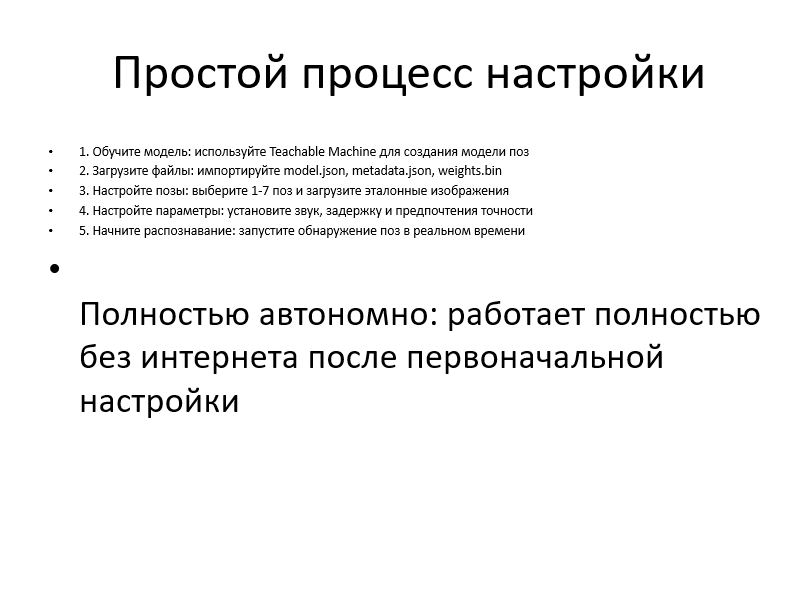 Простой процесс настройки
• 1. Обучите модель: используйте Teachable Machine для создания модели поз
• 2. Загрузите файлы: импортируйте model.json, metadata.json, weights.bin
• 3. Настройте позы: выберите 1-7 поз и загрузите эталонные изображения
• 4. Настройте параметры: установите звук, задержку и предпочтения точности
• 5. Начните распознавание: запустите обнаружение поз в реальном времени
•
Полностью автономно: работает полностью
без интернета после первоначальной
настройки